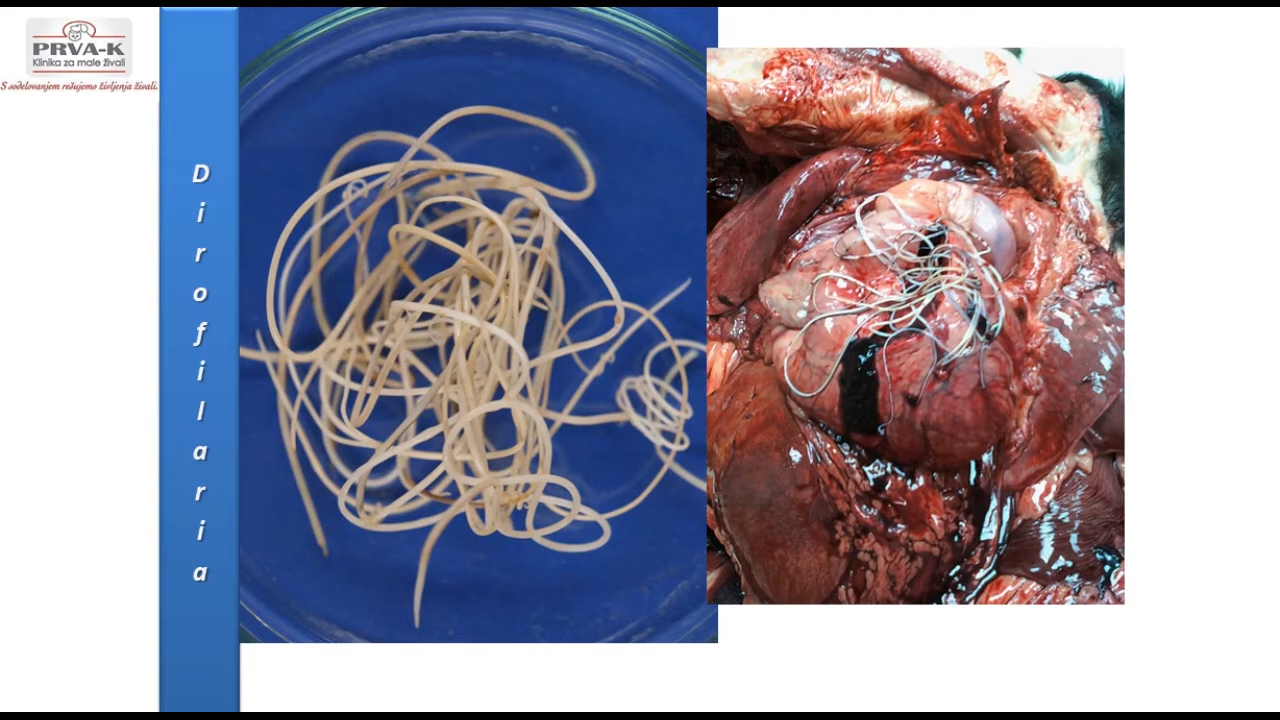 PRVA-K
Klinika za male živali
S sodelovanjem rešujemo življenja živali.
Dirofilaria